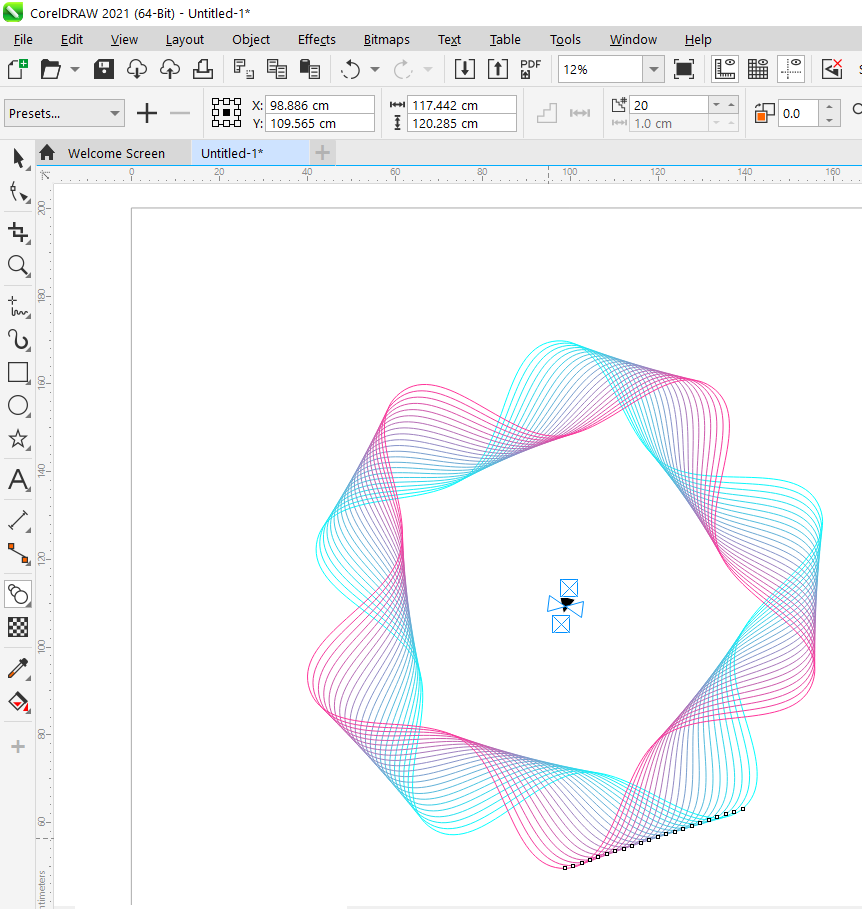 CorelDRAW 2021 (64-Bit) - Untitled-1*
File Edit View Layout Object Effects Bitmaps Text Table Tools Window Help
PDF 12%
Presets... X: 98.886 cm 117.442 cm 20 0.0
Y: 109.565 cm 120.285 cm 1.0 cm
Welcome Screen Untitled-1*
0 20 40 60 80 100 120 140 160
200
180
160
140
120
100
80
60
A